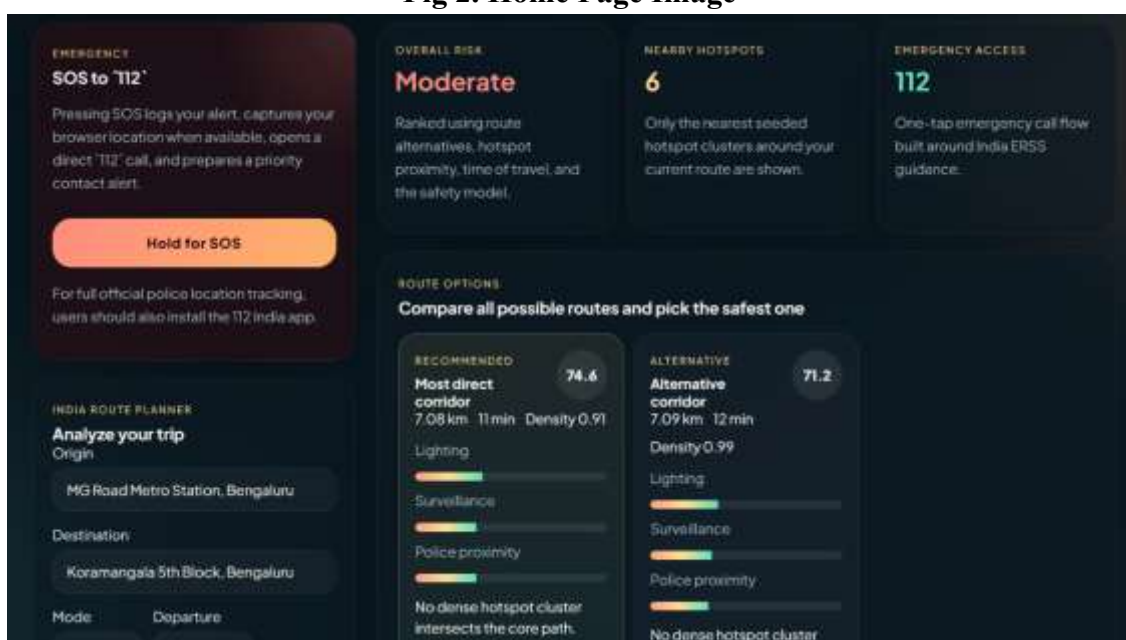 Fig 2: Home Page Image
EMERGENCY
SOS to `112`
Pressing SOS logs your alert, captures your
browser location when available, opens a
direct `112` call, and prepares a priority
contact alert.
Hold for SOS
For full official police location tracking,
users should also install the 112 India app.
INDIA ROUTE PLANNER
Analyze your trip
Origin
MG Road Metro Station, Bengaluru
Destination
Koramangala 5th Block, Bengaluru
Mode Departure
OVERALL RISK
Moderate
Ranked using route
alternatives, hotspot
proximity, time of travel, and
the safety model.
NEARBY HOTSPOTS
6
Only the nearest seeded
hotspot clusters around your
current route are shown.
EMERGENCY ACCESS
112
One-tap emergency call flow
built around India ERSS
guidance.
ROUTE OPTIONS
Compare all possible routes and pick the safest one
RECOMMENDED
74.6
Most direct
corridor
7.08 km 11 min Density 0.91
Lighting
Surveillance
Police proximity
No dense hotspot cluster
intersects the core path.
ALTERNATIVE
71.2
Alternative
corridor
7.09 km 12 min
Density 0.99
Lighting
Surveillance
Police proximity
No dense hotspot cluster